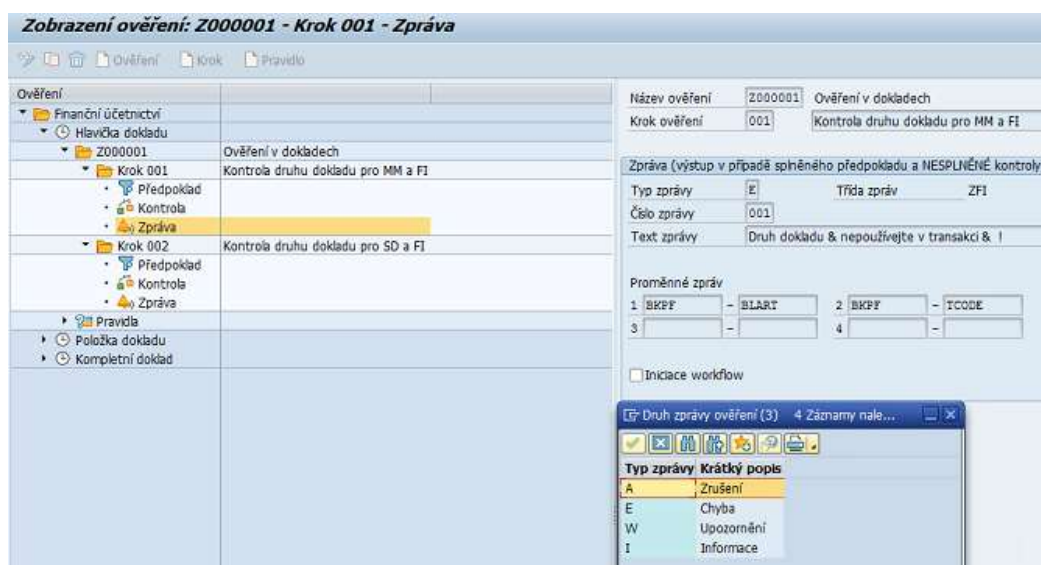 Zobrazení ověření: Z000001 - Krok 001 - Zpráva
Ověření Krok Pravidlo
Ověření
Finanční účetnictví
Hlavička dokladu
Z000001 Ověření v dokladech
Krok 001 Kontrola druhu dokladu pro MM a FI
Předpoklad
Kontrola
Zpráva
Krok 002 Kontrola druhu dokladu pro SD a FI
Předpoklad
Kontrola
Zpráva
Pravidla
Položka dokladu
Kompletní doklad
Název ověření Z000001 Ověření v dokladech
Krok ověření 001 Kontrola druhu dokladu pro MM a FI
Zpráva (výstup v případě splněného předpokladu a NESPLNĚNÉ kontroly
Typ zprávy E Třída zpráv ZFI
Číslo zprávy 001
Text zprávy Druh dokladu & nepoužívejte v transakci & !
Proměnné zpráv
1 BKPF - BLART 2 BKPF - TCODE
3 - 4 -
Iniciace workflow
Druh zprávy ověření (3) 4 Záznamy nale...
Typ zprávy Krátký popis
A Zrušení
E Chyba
W Upozornění
I Informace